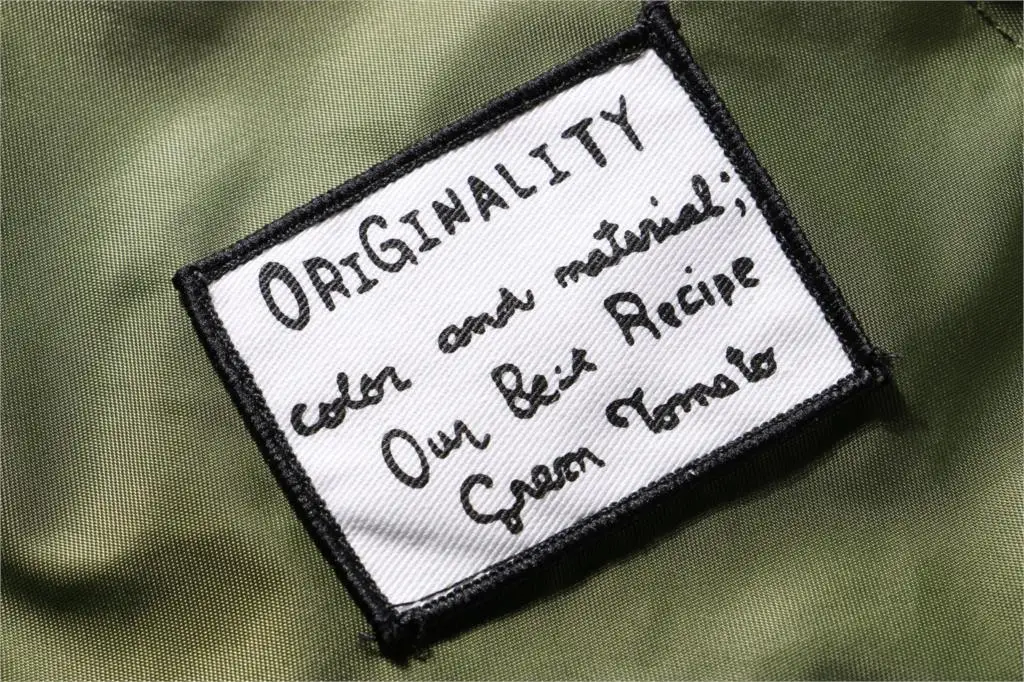 ORiGINALITY
color and material;
Our Best Recipe
Green Tomato